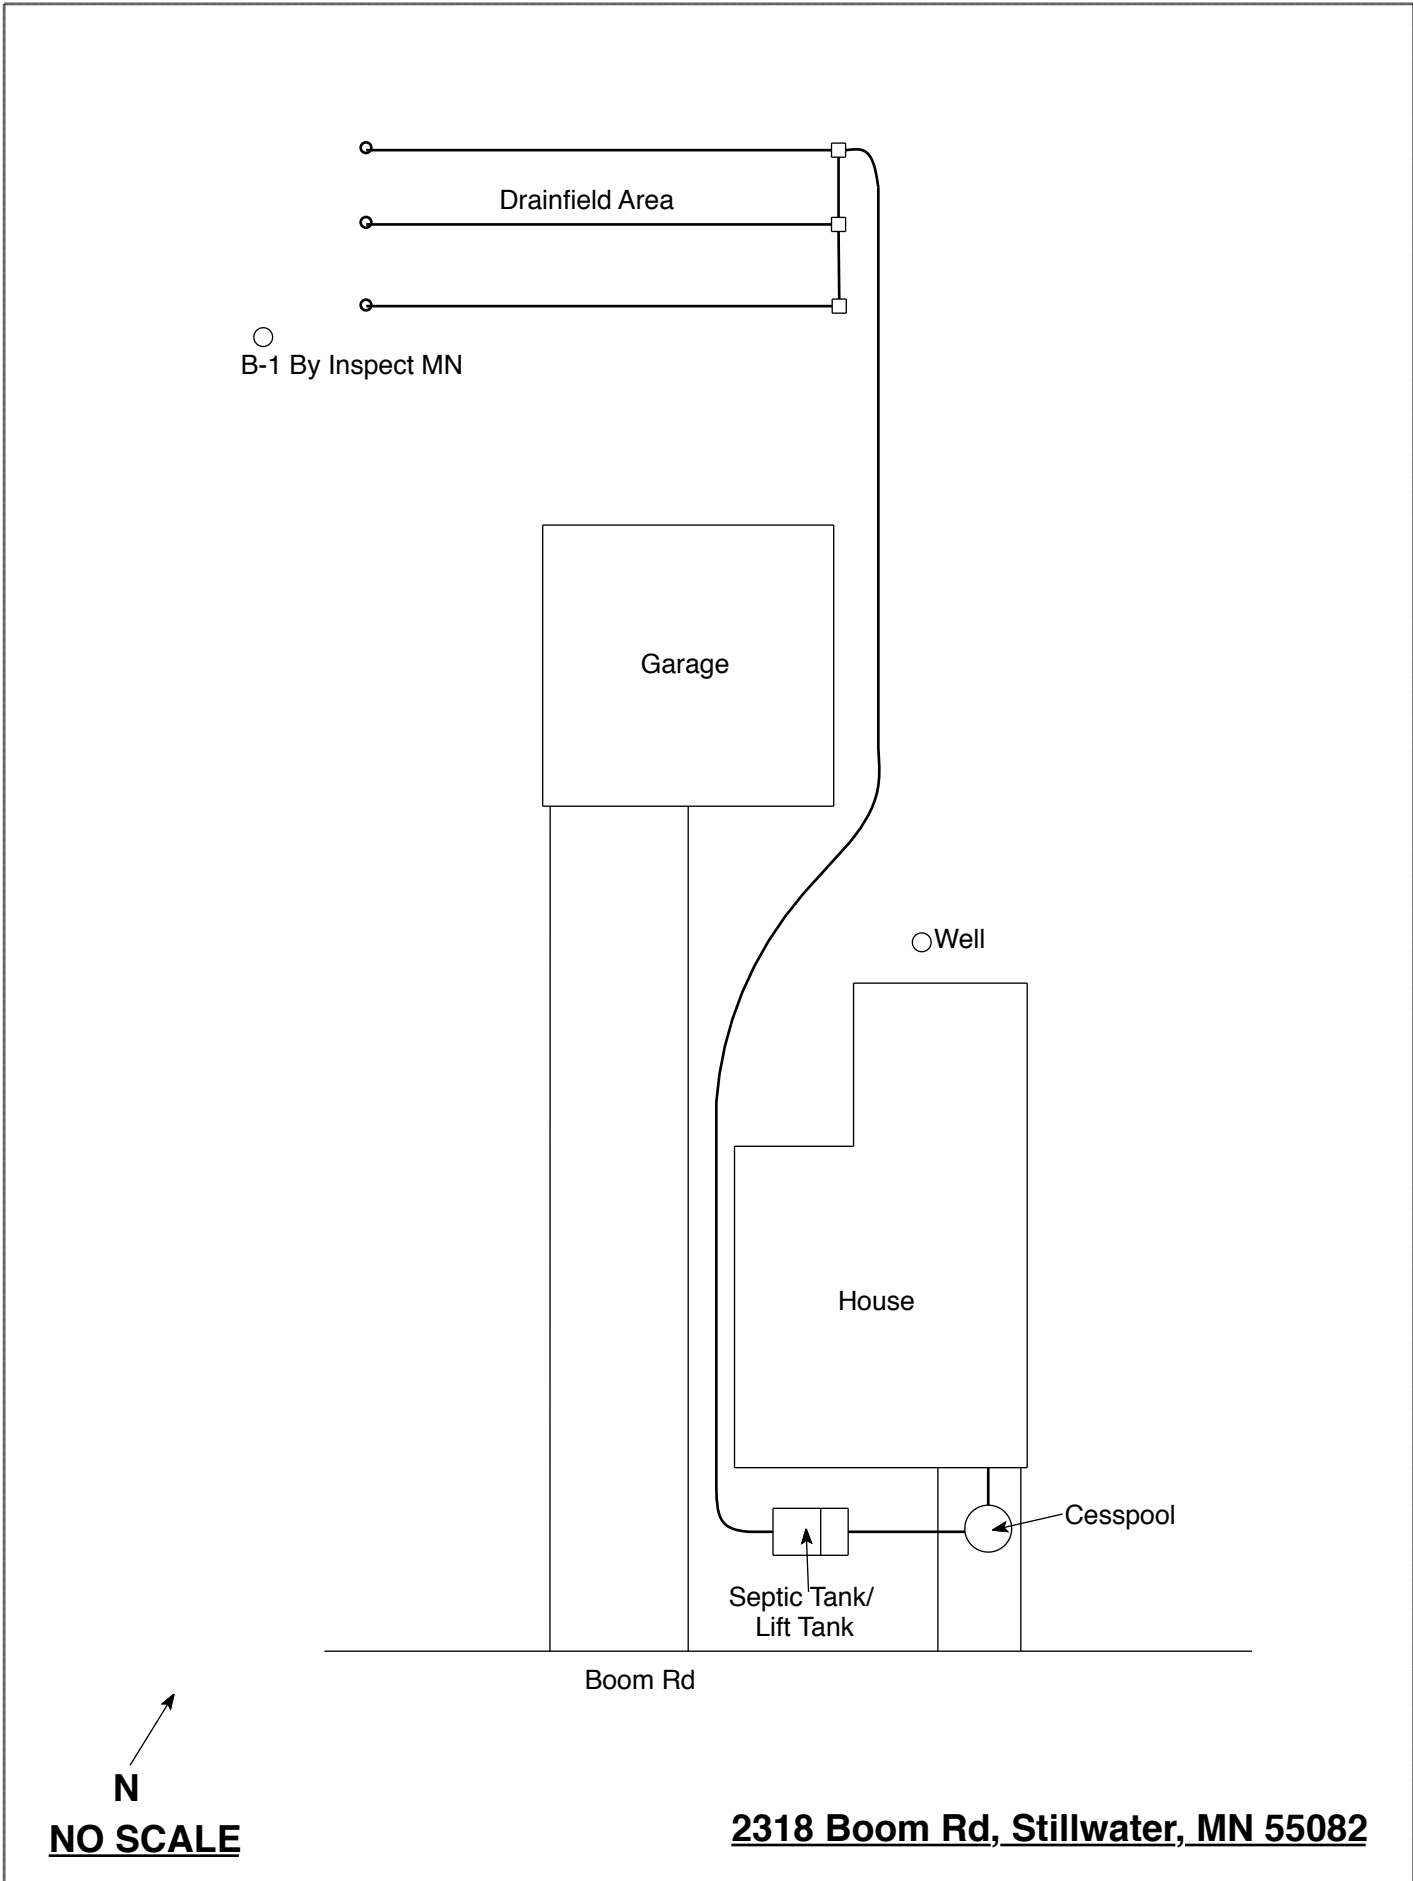 Drainfield Area
B-1 By Inspect MN
Garage
Well
House
Cesspool
Septic Tank/
Lift Tank
Boom Rd
N
NO SCALE
2318 Boom Rd, Stillwater, MN 55082